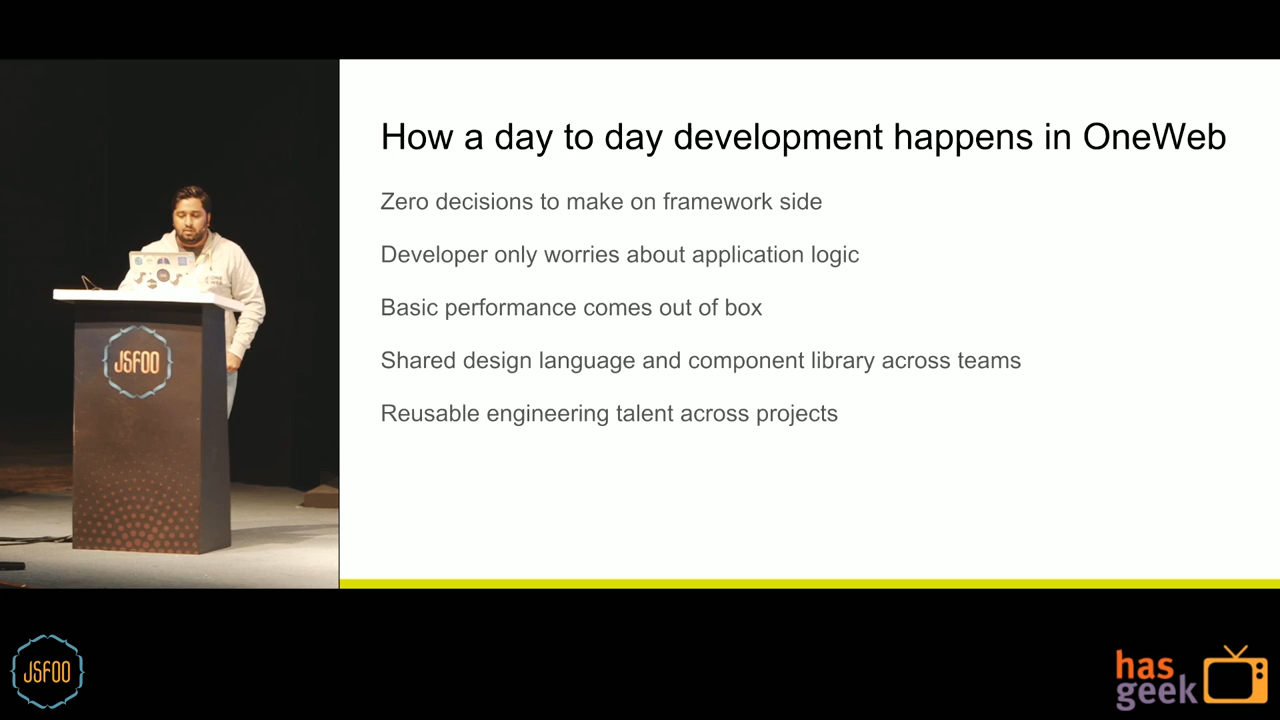 How a day to day development happens in OneWeb
Zero decisions to make on framework side
Developer only worries about application logic
Basic performance comes out of box
Shared design language and component library across teams
Reusable engineering talent across projects
JSFOO
JSFOO
has
geek